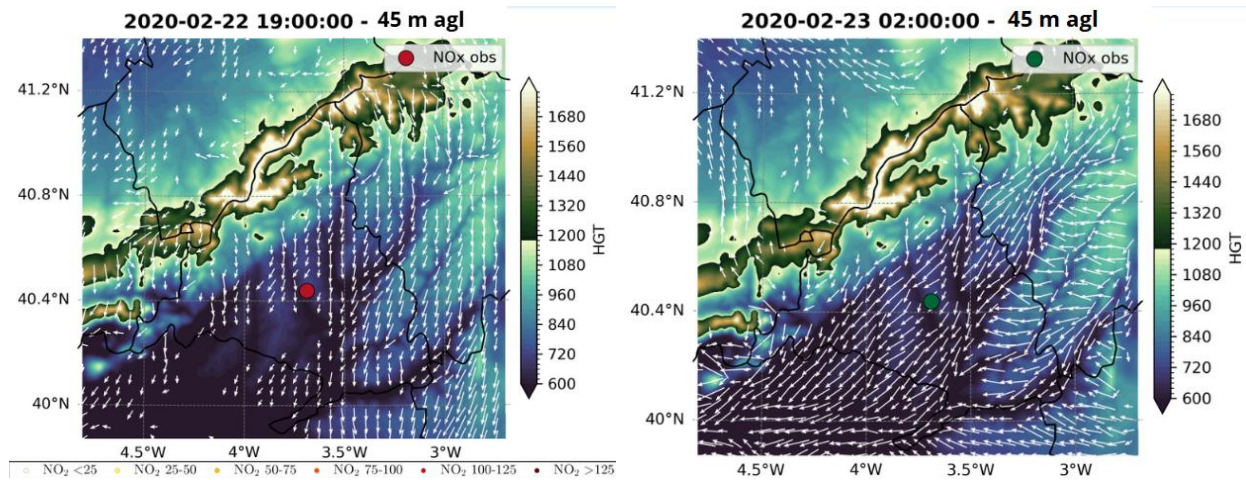 2020-02-22 19:00:00 - 45 m agl
NOx obs
41.2°N
40.8°N
40.4°N
40°N
4.5°W
4°W
3.5°W
3°W
1680
1560
1440
1320
1200
1080
960
840
720
600
HGT
NO2 <25
NO2 25-50
NO2 50-75
NO2 75-100
NO2 100-125
NO2 >125
2020-02-23 02:00:00 - 45 m agl
NOx obs
41.2°N
40.8°N
40.4°N
40°N
4.5°W
4°W
3.5°W
3°W
1680
1560
1440
1320
1200
1080
960
840
720
600
HGT